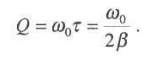 Q = ω₀τ = ω₀/2β .